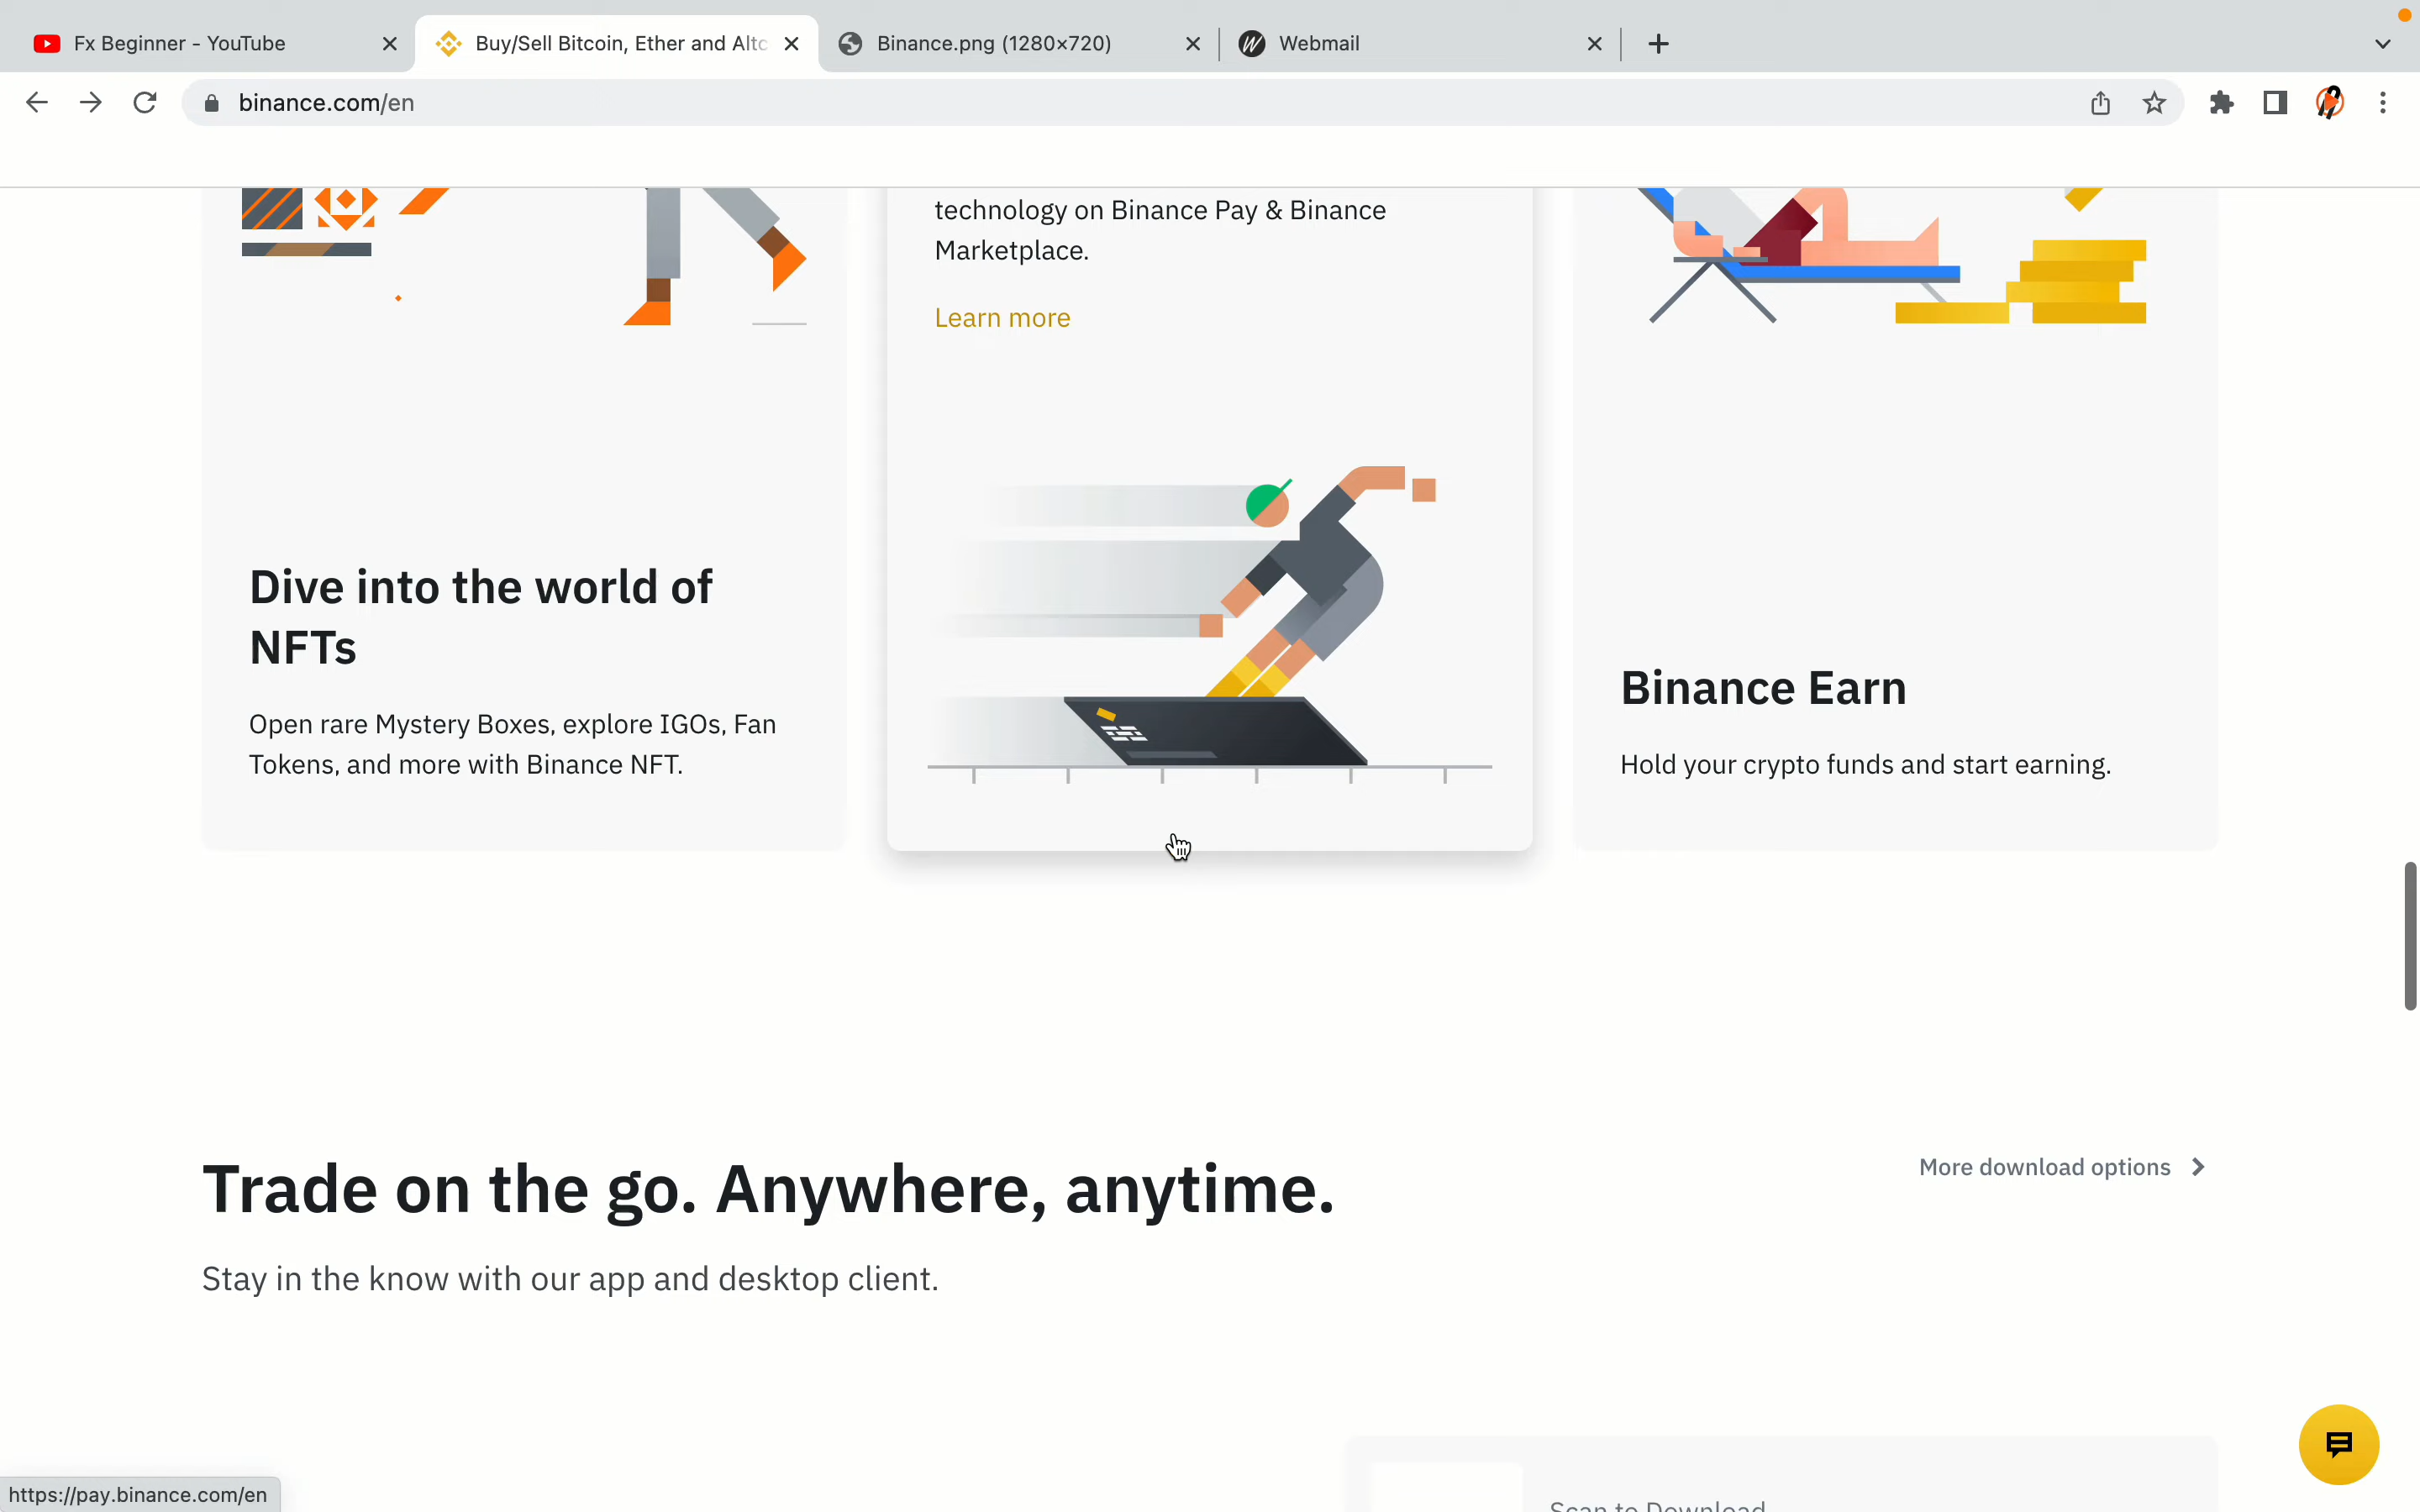 Fx Beginner - YouTube
Buy/Sell Bitcoin, Ether and Altc
Binance.png (1280×720)
Webmail
binance.com/en
technology on Binance Pay & Binance
Marketplace.
Learn more
Dive into the world of
NFTs
Open rare Mystery Boxes, explore IGOs, Fan
Tokens, and more with Binance NFT.
Binance Earn
Hold your crypto funds and start earning.
Trade on the go. Anywhere, anytime.
More download options
Stay in the know with our app and desktop client.
Scan to Download
https://pay.binance.com/en